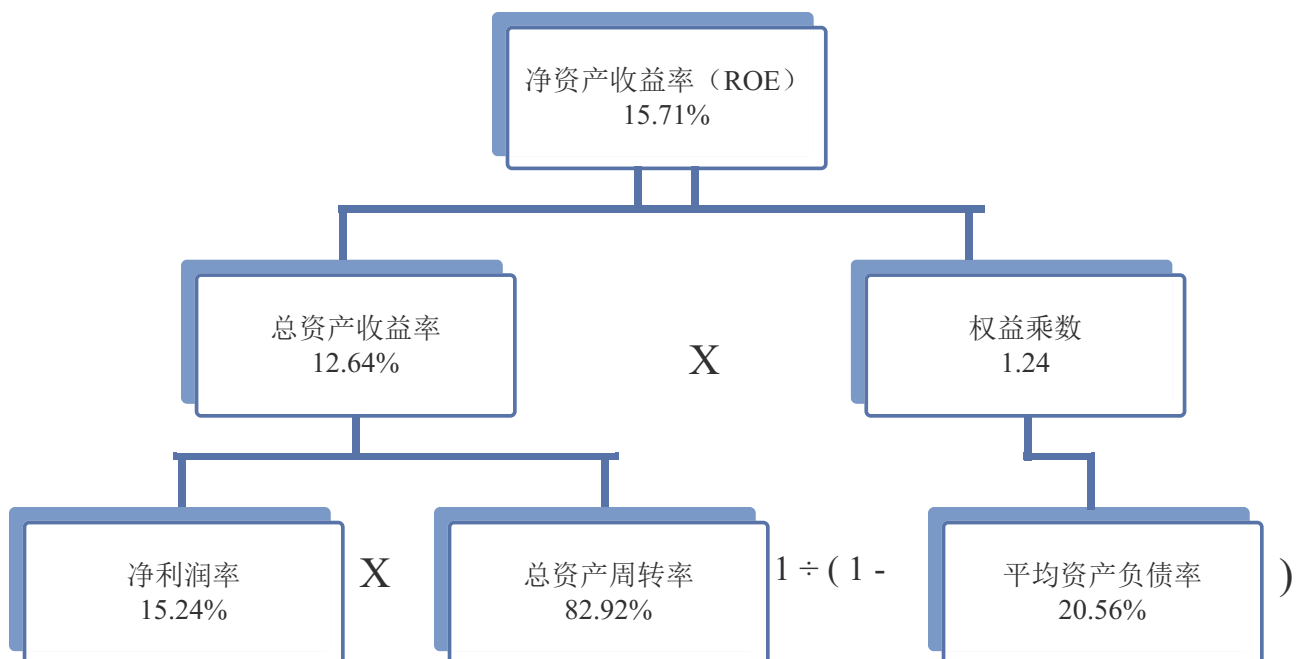 净资产收益率（ROE）
15.71%
总资产收益率
12.64%
X
权益乘数
1.24
净利润率
15.24%
X
总资产周转率
82.92%
1 ÷ ( 1 -
平均资产负债率
20.56%
)